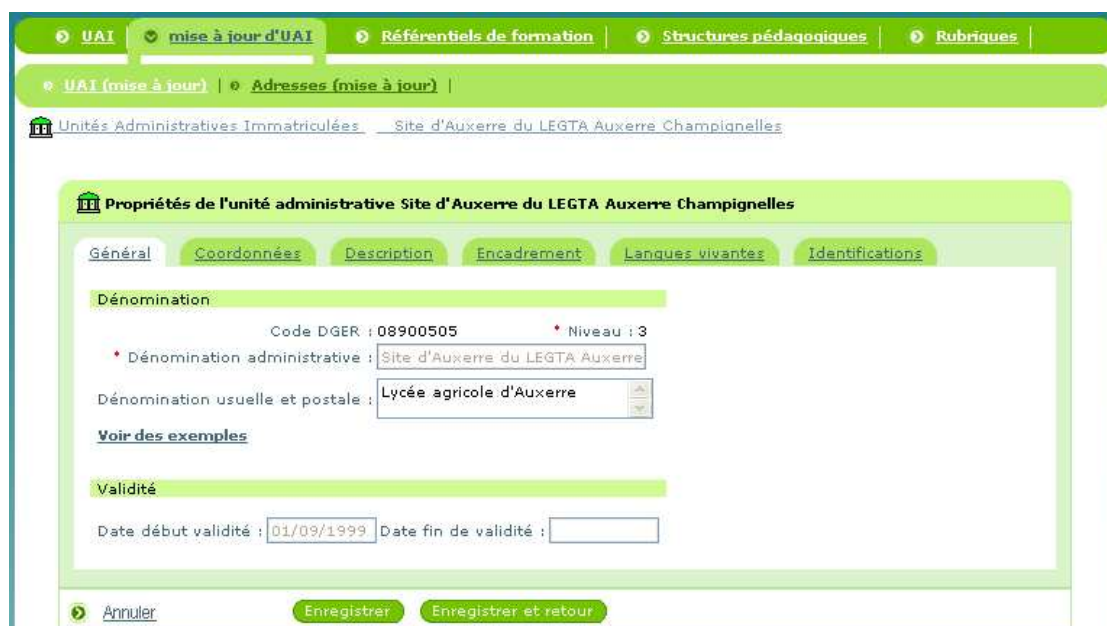 UAI | mise à jour d'UAI Référentiels de formation | Structures pédagogiques | Rubriques |
UAI (mise à jour) | Adresses (mise à jour) |
Unités Administratives Immatriculées Site d'Auxerre du LEGTA Auxerre Champignelles
Propriétés de l'unité administrative Site d'Auxerre du LEGTA Auxerre Champignelles
Général Coordonnées Description Encadrement Langues vivantes Identifications
Dénomination
Code DGER : 08900505 * Niveau : 3
* Dénomination administrative : Site d'Auxerre du LEGTA Auxerre
Dénomination usuelle et postale : Lycée agricole d'Auxerre
Voir des exemples
Validité
Date début validité : 01/09/1999 Date fin de validité :
Annuler Enregistrer Enregistrer et retour